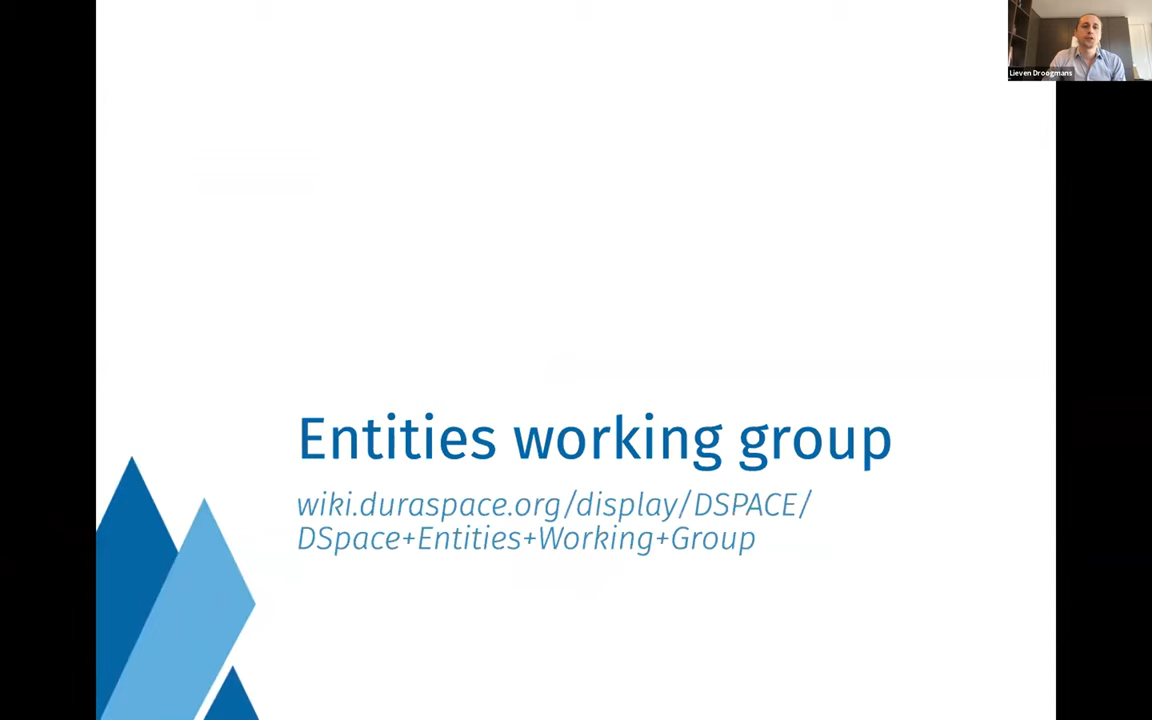 Lieven Droogmans
Entities working group
wiki.duraspace.org/display/DSPACE/
DSpace+Entities+Working+Group